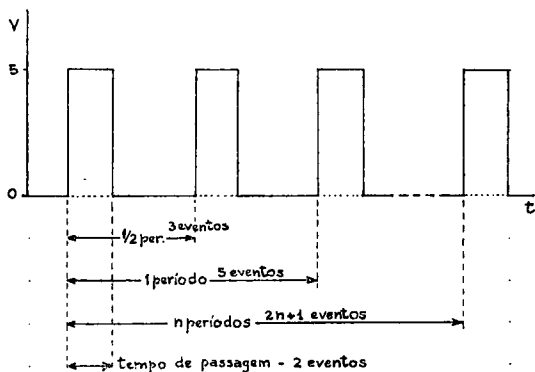 V
5
0
t
1/2 per. 3 eventos
1 período 5 eventos
n períodos 2n+1 eventos
tempo de passagem - 2 eventos